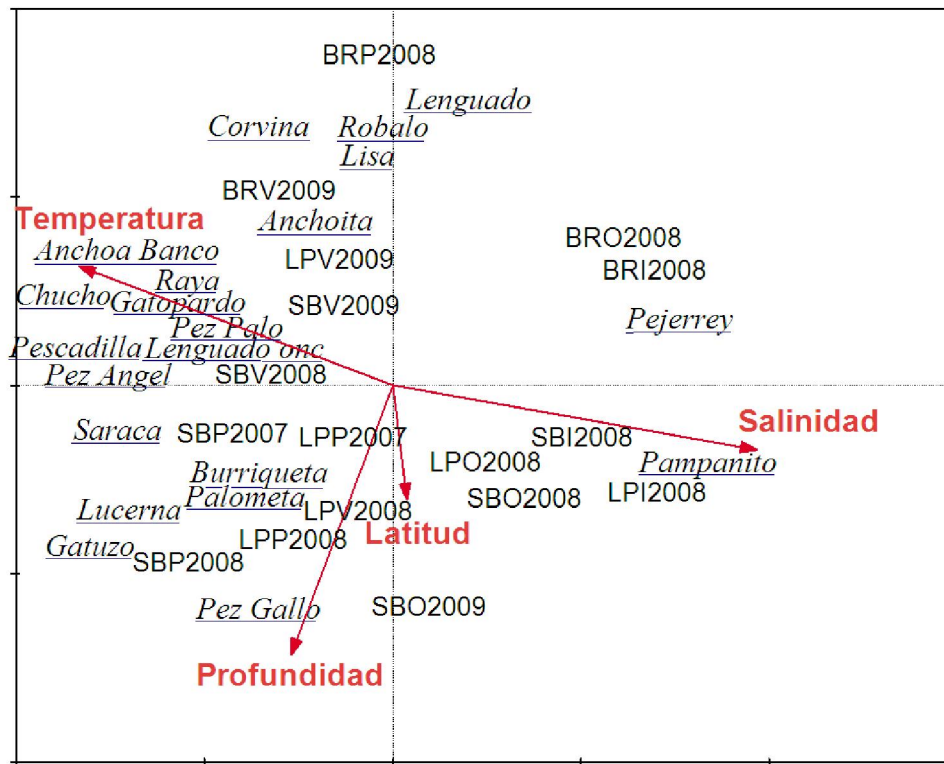 BRP2008
Lenguado
Corvina
Robalo
Lisa
BRV2009
Temperatura
Anchoita
BRO2008
Anchoa Banco
LPV2009
BRI2008
Raya
Chucho
Gatopardo
SBV2009
Pez Palo
Pejerrey
Pescadilla
Lenguado onc
Pez Angel
SBV2008
Saraca
SBP2007
LPP2007
SBI2008
Salinidad
LPO2008
Pampanito
Burriqueta
Palometa
SBO2008
LPI2008
Lucerna
LPV2008
Latitud
Gatuzo
LPP2008
SBP2008
Pez Gallo
SBO2009
Profundidad